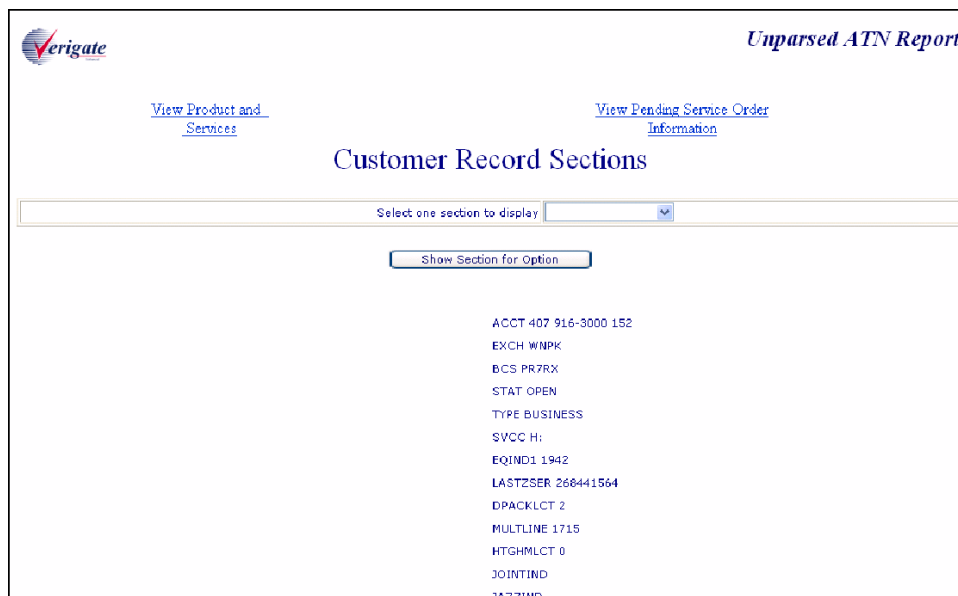 Verigate
Unparsed ATN Report
View Product and
Services
View Pending Service Order
Information
Customer Record Sections
Select one section to display
Show Section for Option
ACCT 407 916-3000 152
EXCH WNPK
BCS PR7RX
STAT OPEN
TYPE BUSINESS
SVCC H:
EQIND1 1942
LASTZSER 268441564
DPACKLCT 2
MULTLINE 1715
HTGHMLCT 0
JOINTIND